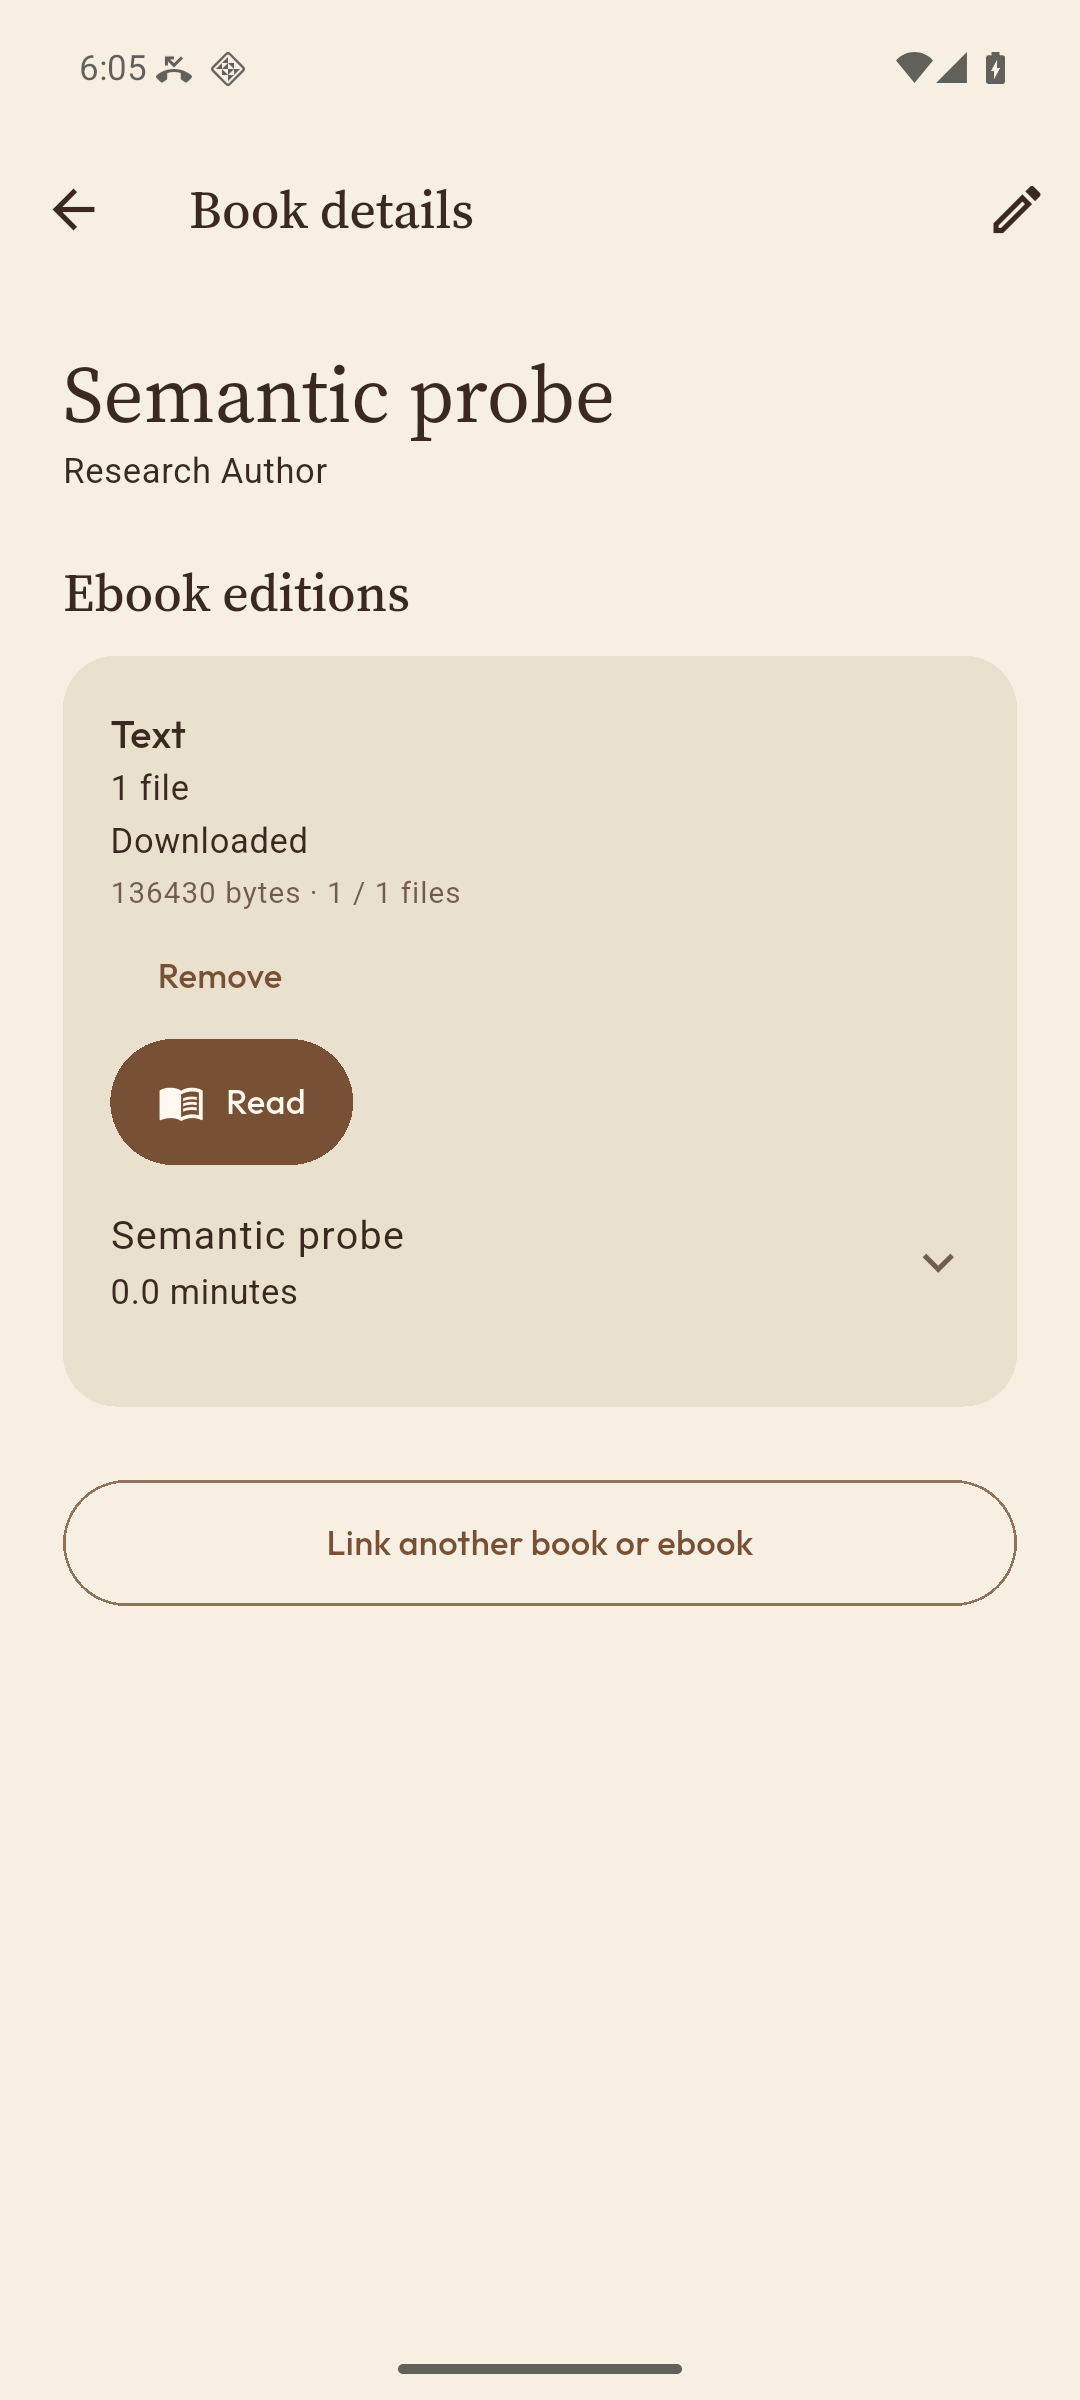 6:05
Book details
Semantic probe
Research Author
Ebook editions
Text
1 file
Downloaded
136430 bytes · 1 / 1 files
Remove
Read
Semantic probe
0.0 minutes
Link another book or ebook